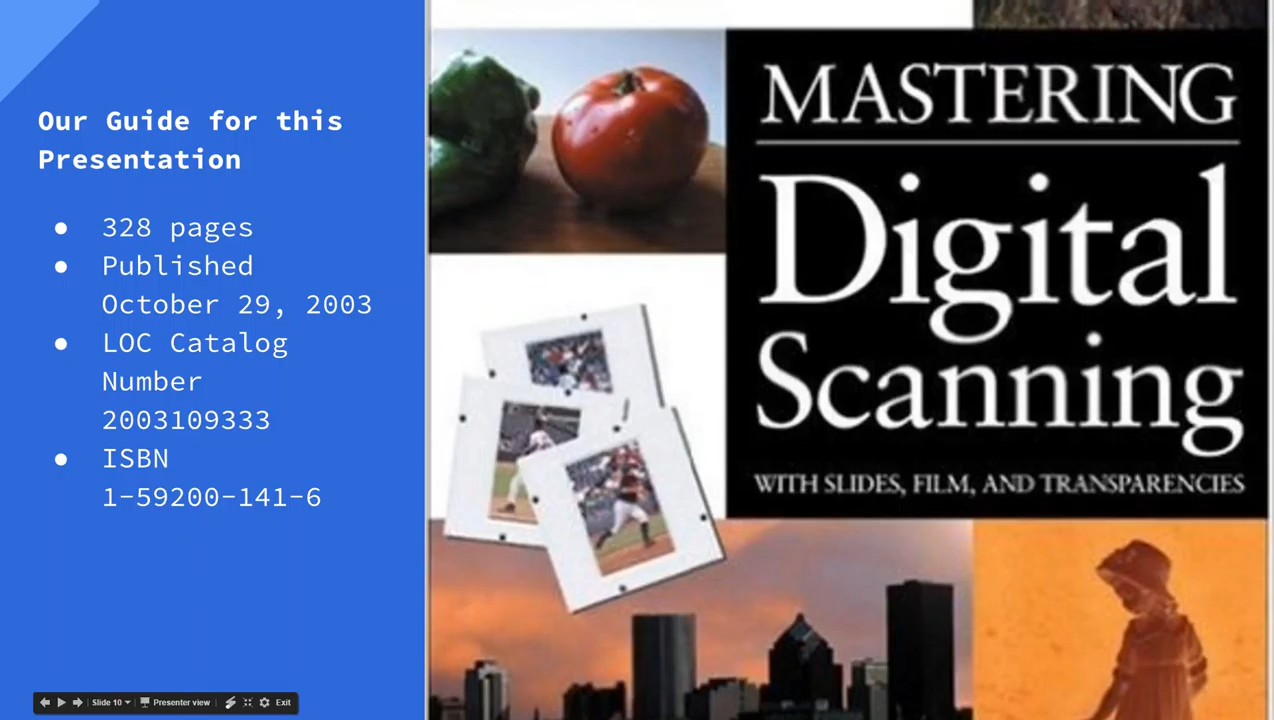 Our Guide for this
Presentation
● 328 pages
● Published
October 29, 2003
● LOC Catalog
Number
2003109333
● ISBN
1-59200-141-6
MASTERING
Digital
Scanning
WITH SLIDES, FILM, AND TRANSPARENCIES
Slide 10 Presenter view Exit